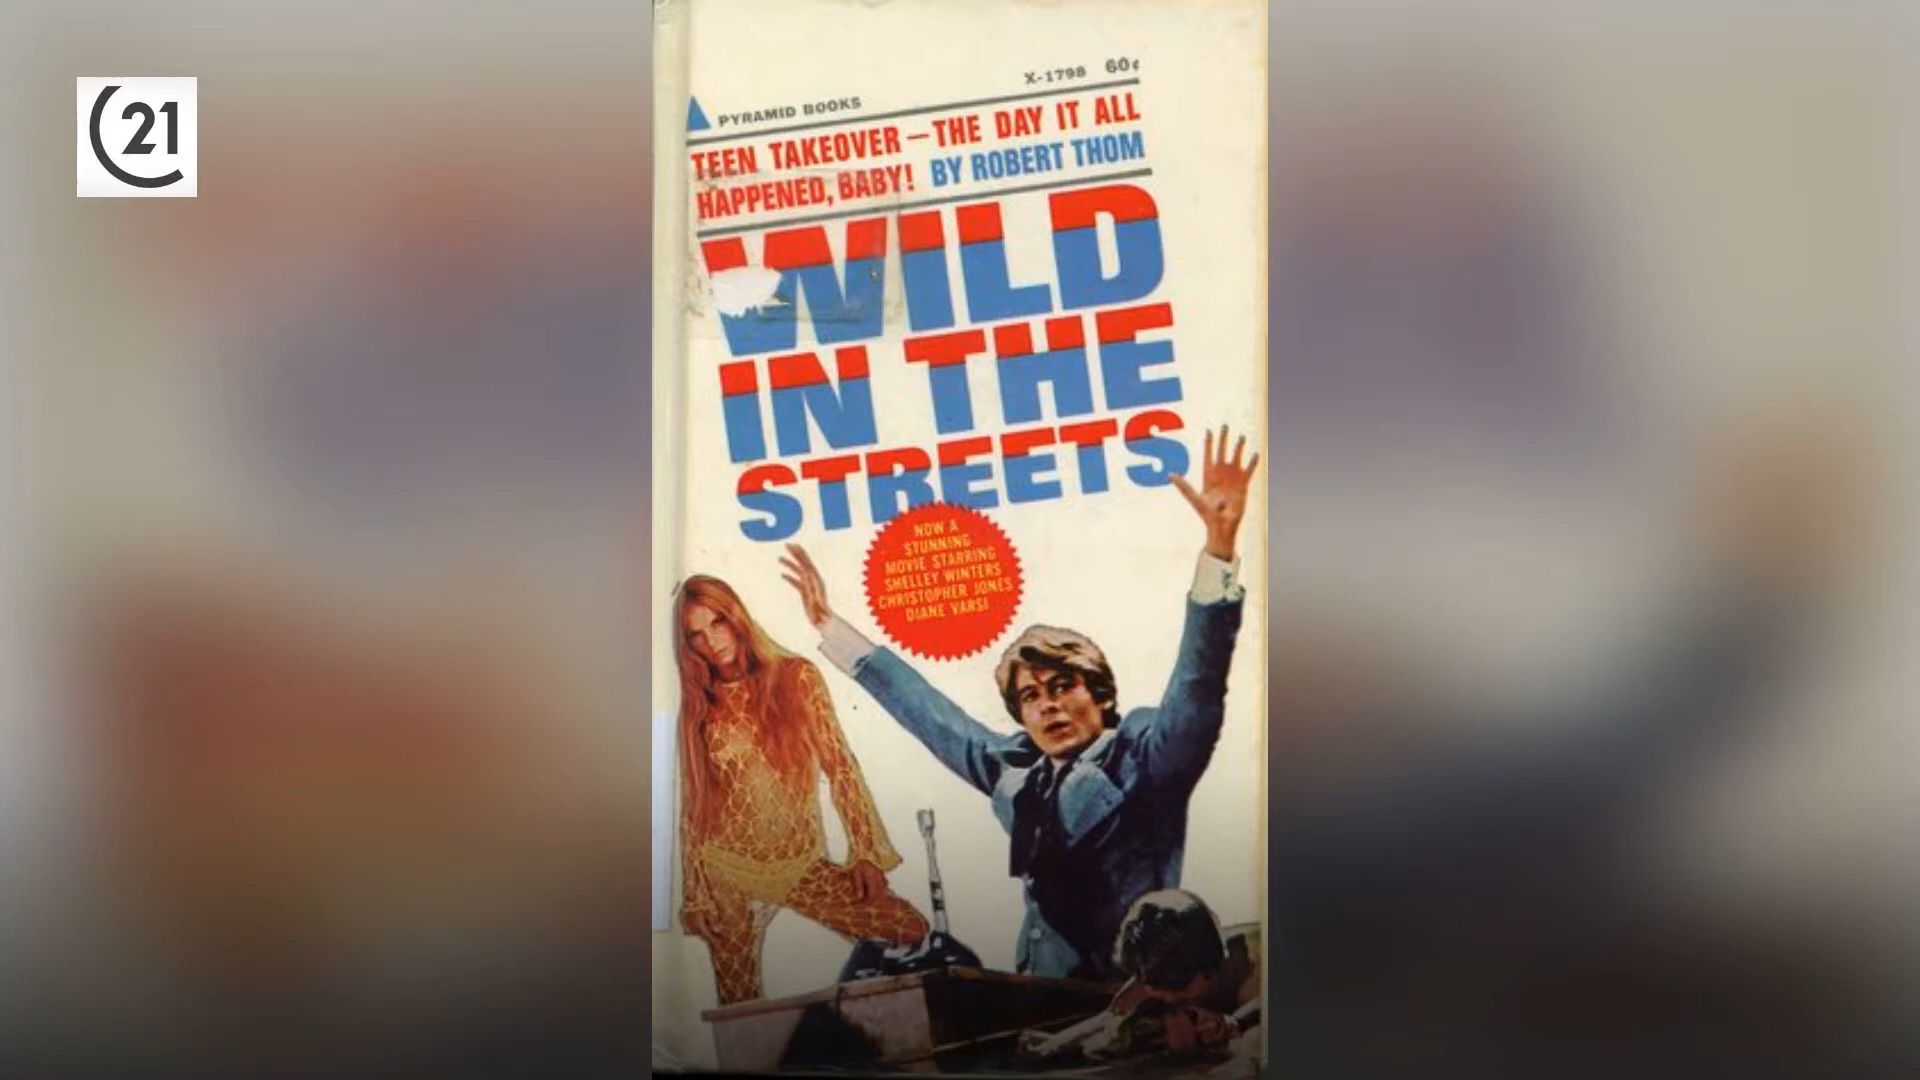 21
X-1798 60¢
PYRAMID BOOKS
TEEN TAKEOVER—THE DAY IT ALL
HAPPENED, BABY! BY ROBERT THOM
WILD
IN THE
STREETS
NOW A
STUNNING
MOVIE STARRING
SHELLEY WINTERS
CHRISTOPHER JONES
DIANE VARSI